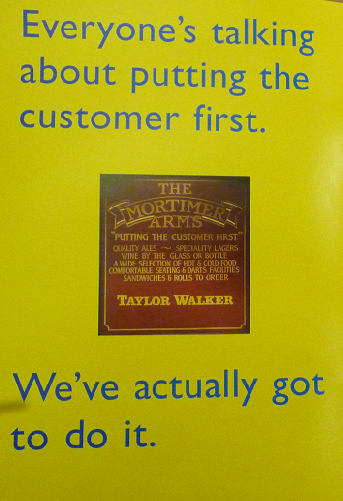 Everyone's talking
about putting the
customer first.
THE
MORTIMER
ARMS
"PUTTING THE CUSTOMER FIRST"
QUALITY ALES ~ SPECIALITY LAGERS
WINE BY THE GLASS OR BOTTLE
A WIDE SELECTION OF HOT & COLD FOOD
COMFORTABLE SEATING & DARTS FACILITIES
SANDWICHES & ROLLS TO ORDER
TAYLOR WALKER
We've actually got
to do it.